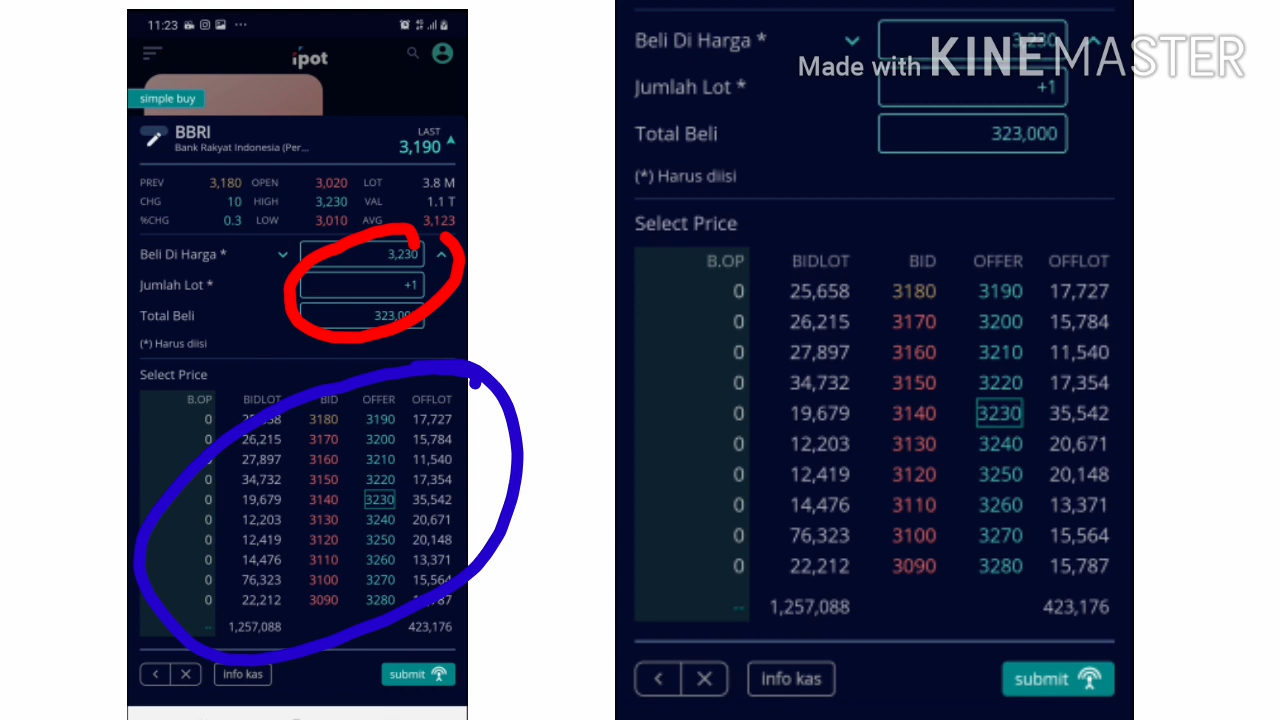 11:23
ipot
simple buy
BBRI
Bank Rakyat Indonesia (Per...
LAST
3,190
PREV 3,180 OPEN 3,020 LOT 3.8 M
CHG 10 HIGH 3,230 VAL 1.1 T
%CHG 0.3 LOW 3,010 AVG 3,123
Beli Di Harga * 3,230
Jumlah Lot * +1
Total Beli 323,000
(*) Harus diisi
Select Price
B.OP BIDLOT BID OFFER OFFLOT
0 25,658 3180 3190 17,727
0 26,215 3170 3200 15,784
0 27,897 3160 3210 11,540
0 34,732 3150 3220 17,354
0 19,679 3140 3230 35,542
0 12,203 3130 3240 20,671
0 12,419 3120 3250 20,148
0 14,476 3110 3260 13,371
0 76,323 3100 3270 15,564
0 22,212 3090 3280 15,787
-- 1,257,088 423,176
< X Info kas submit
Made with KINEMASTER
Beli Di Harga * 3,230
Jumlah Lot * +1
Total Beli 323,000
(*) Harus diisi
Select Price
B.OP BIDLOT BID OFFER OFFLOT
0 25,658 3180 3190 17,727
0 26,215 3170 3200 15,784
0 27,897 3160 3210 11,540
0 34,732 3150 3220 17,354
0 19,679 3140 3230 35,542
0 12,203 3130 3240 20,671
0 12,419 3120 3250 20,148
0 14,476 3110 3260 13,371
0 76,323 3100 3270 15,564
0 22,212 3090 3280 15,787
-- 1,257,088 423,176
< X Info kas submit